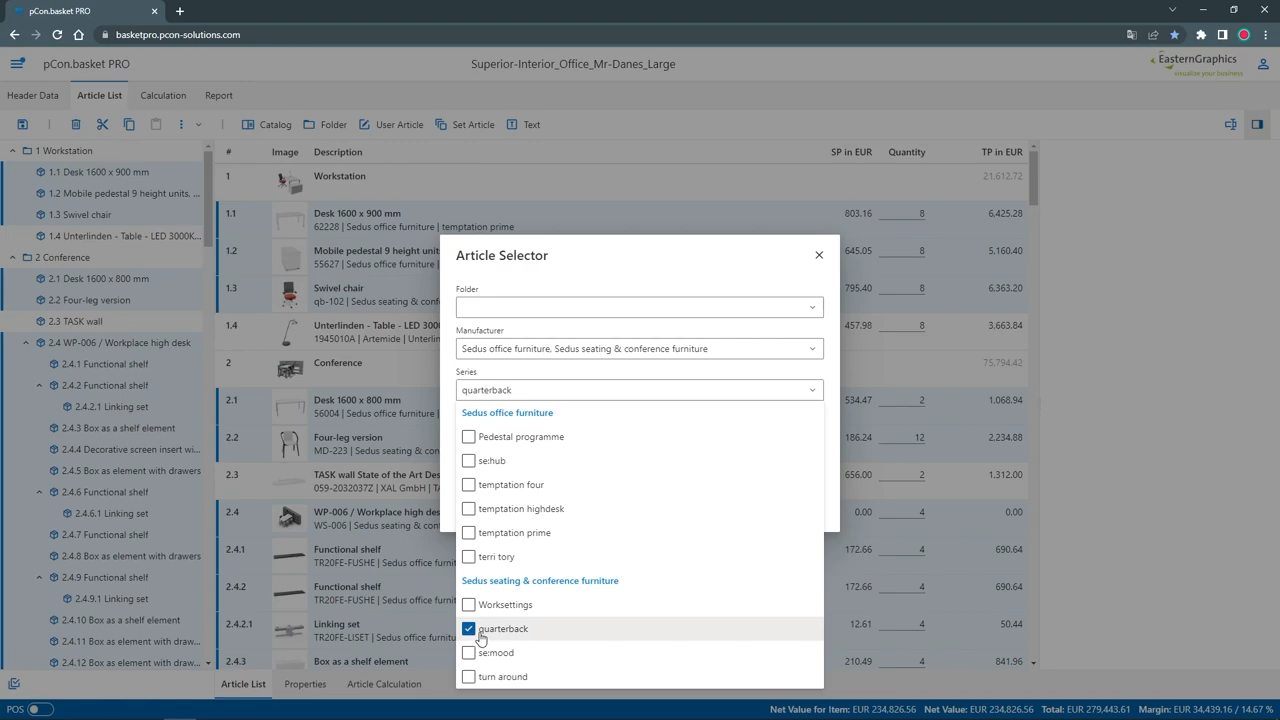 pCon.basket PRO
basketpro.pcon-solutions.com
pCon.basket PRO
Superior-Interior_Office_Mr-Danes_Large
EasternGraphics
visualize your business
Header Data
Article List
Calculation
Report
Catalog
Folder
User Article
Set Article
Text
1 Workstation
1.1 Desk 1600 x 900 mm
1.2 Mobile pedestal 9 height units, ...
1.3 Swivel chair
1.4 Unterlinden - Table - LED 3000K...
2 Conference
2.1 Desk 1600 x 800 mm
2.2 Four-leg version
2.3 TASK wall
2.4 WP-006 / Workplace high desk
2.4.1 Functional shelf
2.4.2 Functional shelf
2.4.2.1 Linking set
2.4.3 Box as a shelf element
2.4.4 Decorative screen insert wi...
2.4.5 Box as element with drawers
2.4.6 Functional shelf
2.4.6.1 Linking set
2.4.7 Functional shelf
2.4.8 Box as element with drawers
2.4.9 Functional shelf
2.4.9.1 Linking set
2.4.10 Box as a shelf element
2.4.11 Box as element with draw...
2.4.12 Box as element with draw...
# Image Description SP in EUR Quantity TP in EUR
1 Workstation 21,612.72
1.1 Desk 1600 x 900 mm 803.16 8 6,425.28
62228 | Sedus office furniture | temptation prime
1.2 Mobile pedestal 9 height units 645.05 8 5,160.40
55627 | Sedus office furniture |
1.3 Swivel chair 795.40 8 6,363.20
qb-102 | Sedus seating & conf
1.4 Unterlinden - Table - LED 3000 457.98 8 3,663.84
1945010A | Artemide | Unterlin
2 Conference 75,794.42
2.1 Desk 1600 x 800 mm 534.47 2 1,068.94
56004 | Sedus office furniture |
2.2 Four-leg version 186.24 12 2,234.88
MD-223 | Sedus seating & con
2.3 TASK wall State of the Art Des 656.00 2 1,312.00
059-2032037Z | XAL GmbH | TA
2.4 WP-006 / Workplace high des 0.00 4 0.00
WS-006 | Sedus seating & con
2.4.1 Functional shelf 172.66 4 690.64
TR20FE-FUSHE | Sedus office fu
2.4.2 Functional shelf 172.66 4 690.64
TR20FE-FUSHE | Sedus office fu
2.4.2.1 Linking set 12.61 4 50.44
TR20FE-LISET | Sedus office furnitu
2.4.3 Box as a shelf element 210.49 4 841.96
Article Selector
Folder
Manufacturer
Sedus office furniture, Sedus seating & conference furniture
Series
quarterback
Sedus office furniture
Pedestal programme
se:hub
temptation four
temptation highdesk
temptation prime
terri tory
Sedus seating & conference furniture
Worksettings
quarterback
se:mood
turn around
Article List
Properties
Article Calculation
POS
Net Value for Item: EUR 234,826.56 Net Value: EUR 234,826.56 Total: EUR 279,443.61 Margin: EUR 34,439.16 / 14.67 %